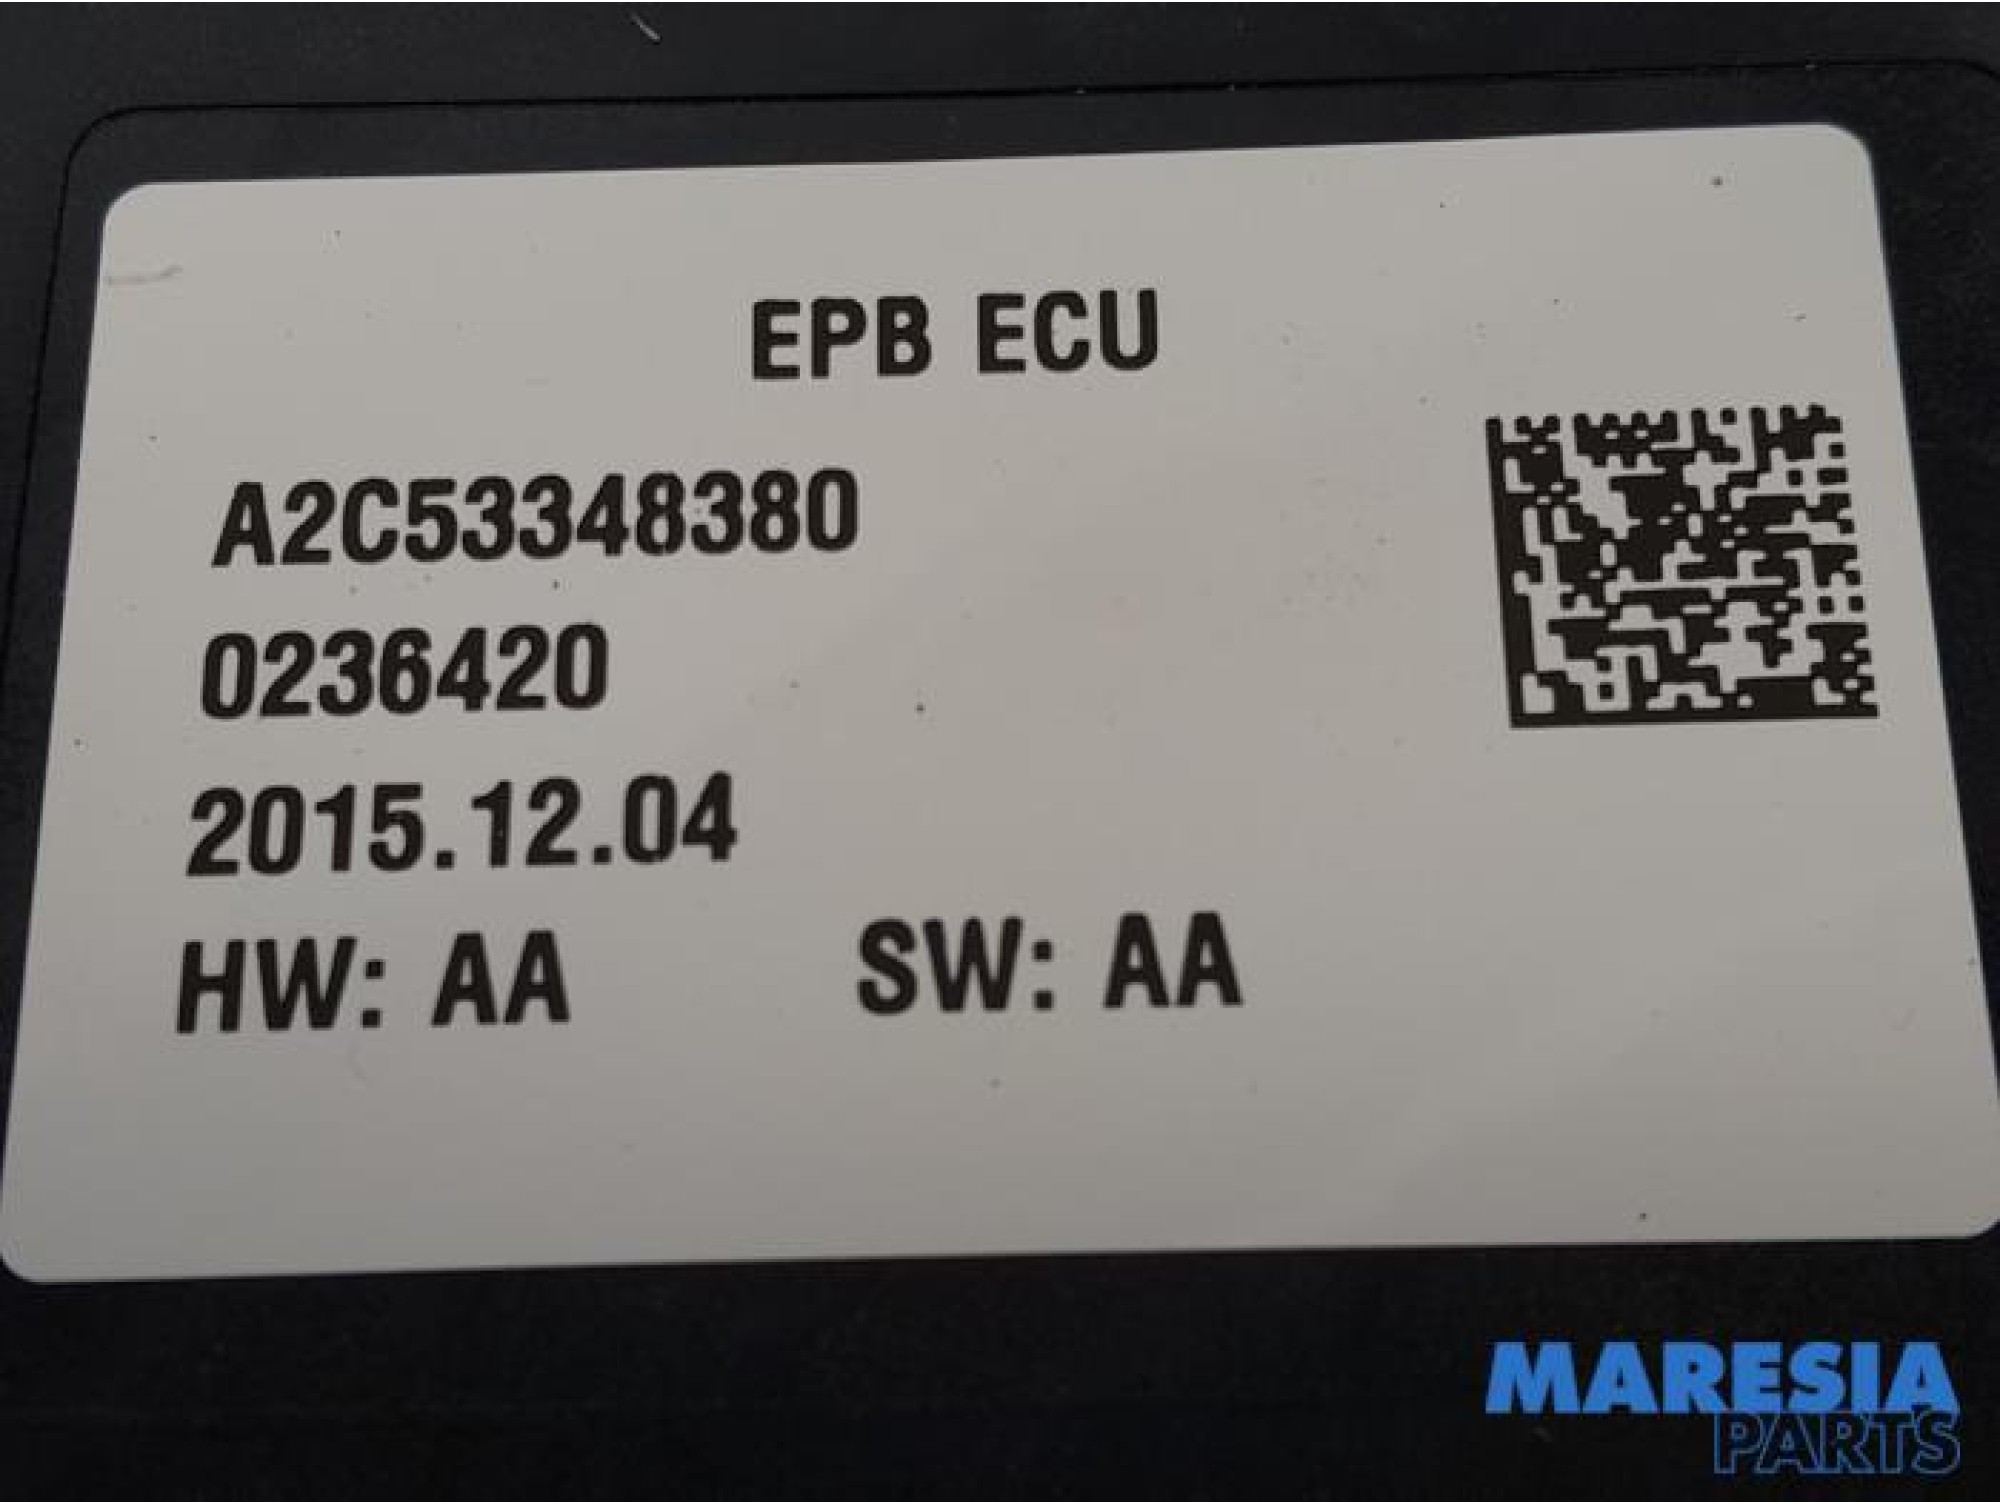 EPB ECU
A2C53348380
0236420
2015.12.04
HW: AA SW: AA
MARESIA
PARTS